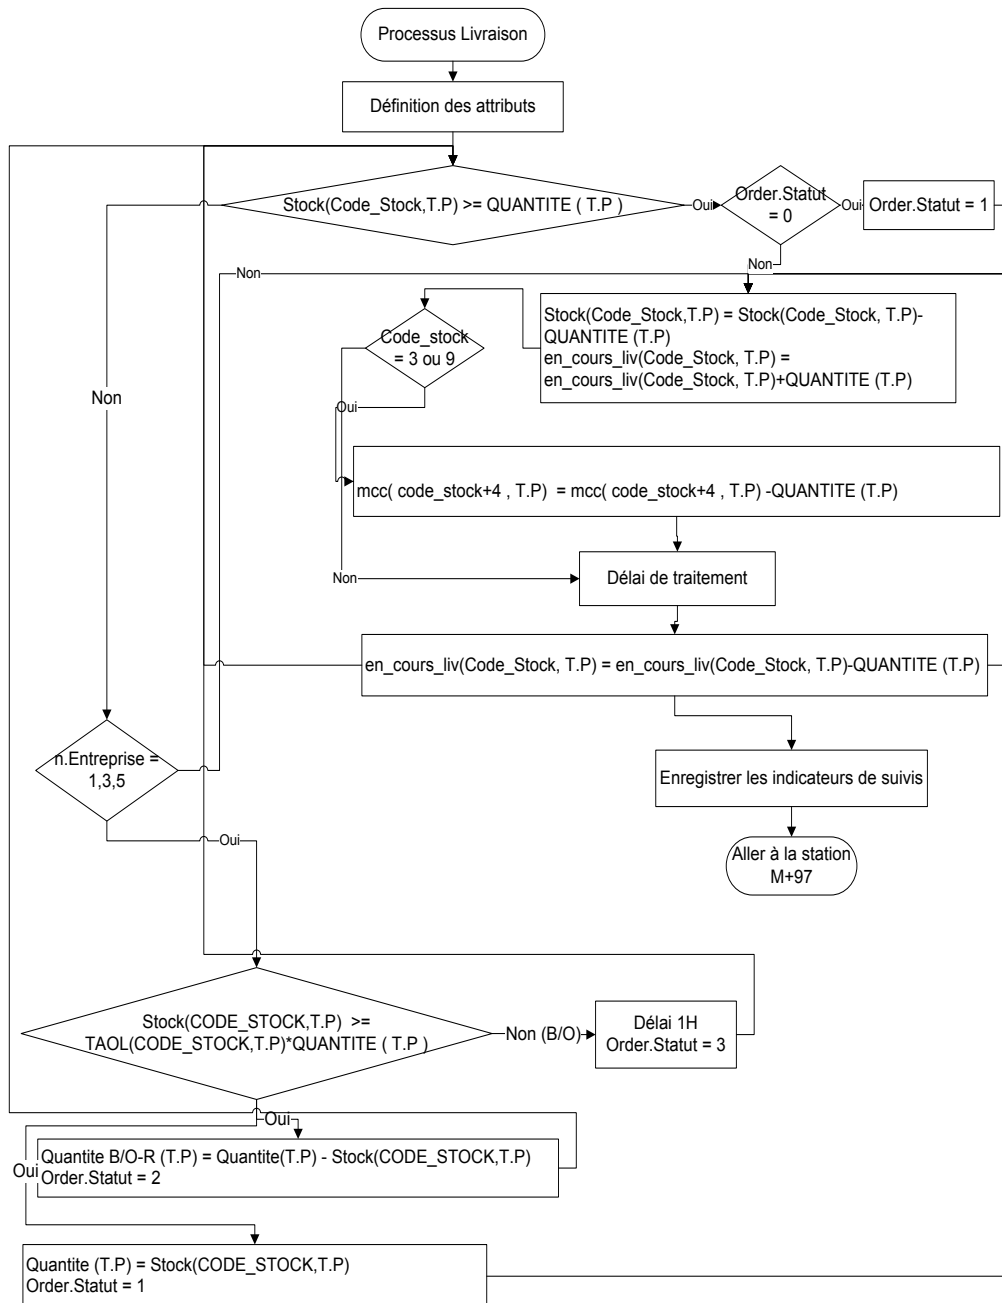 Processus Livraison
Définition des attributs
Stock(Code_Stock,T.P) >= QUANTITE ( T.P )
Oui
Order.Statut
= 0
Oui
Order.Statut = 1
Non
Non
Stock(Code_Stock,T.P) = Stock(Code_Stock, T.P)-
QUANTITE (T.P)
en_cours_liv(Code_Stock, T.P) =
en_cours_liv(Code_Stock, T.P)+QUANTITE (T.P)
Code_stock
= 3 ou 9
Non
Oui
mcc( code_stock+4 , T.P)  = mcc( code_stock+4 , T.P) -QUANTITE (T.P)
Non
Délai de traitement
en_cours_liv(Code_Stock, T.P) = en_cours_liv(Code_Stock, T.P)-QUANTITE (T.P)
n.Entreprise =
1,3,5
Enregistrer les indicateurs de suivis
Oui
Aller à la station
M+97
Stock(CODE_STOCK,T.P)  >=
TAOL(CODE_STOCK,T.P)*QUANTITE ( T.P )
Non (B/O)
Délai 1H
Order.Statut = 3
Oui
Quantite B/O-R (T.P) = Quantite(T.P) - Stock(CODE_STOCK,T.P)
Order.Statut = 2
Oui
Quantite (T.P) = Stock(CODE_STOCK,T.P)
Order.Statut = 1